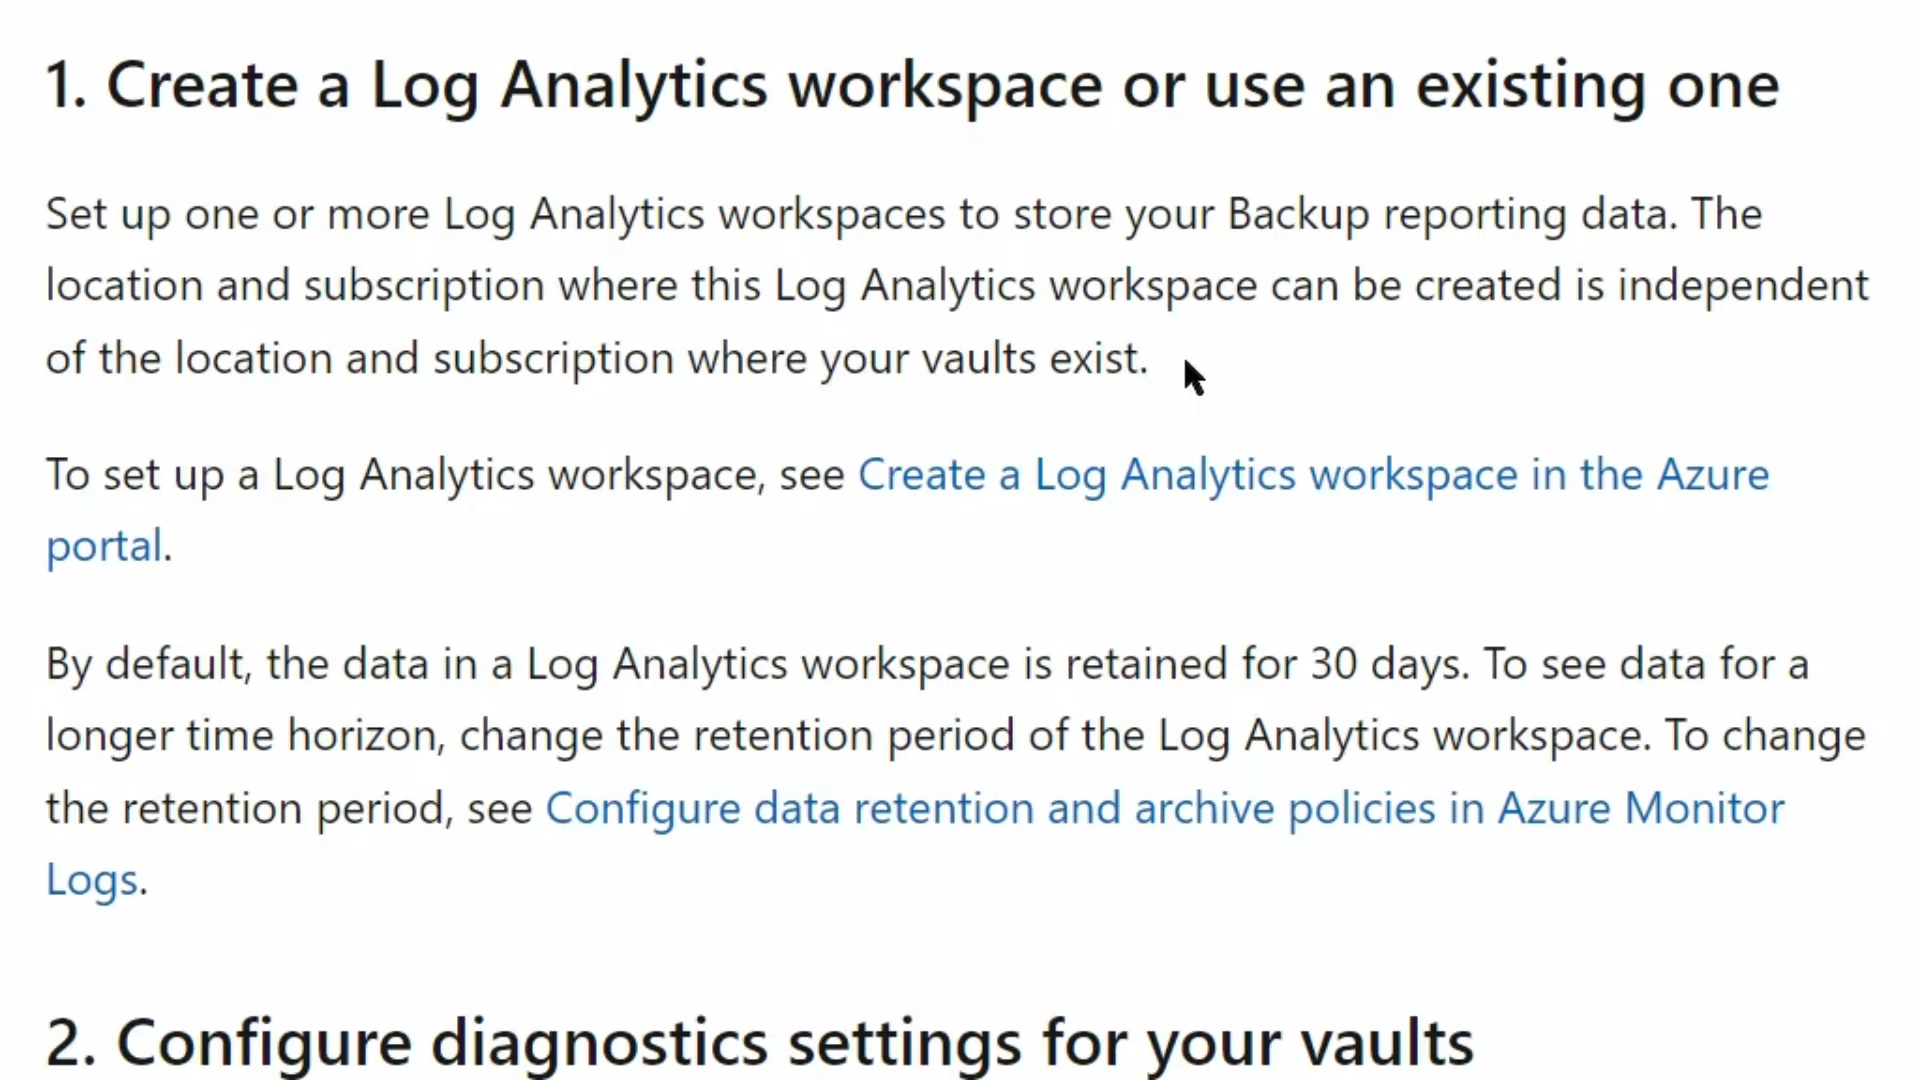 1. Create a Log Analytics workspace or use an existing one
Set up one or more Log Analytics workspaces to store your Backup reporting data. The
location and subscription where this Log Analytics workspace can be created is independent
of the location and subscription where your vaults exist.
To set up a Log Analytics workspace, see Create a Log Analytics workspace in the Azure
portal.
By default, the data in a Log Analytics workspace is retained for 30 days. To see data for a
longer time horizon, change the retention period of the Log Analytics workspace. To change
the retention period, see Configure data retention and archive policies in Azure Monitor
Logs.
2. Configure diagnostics settings for your vaults